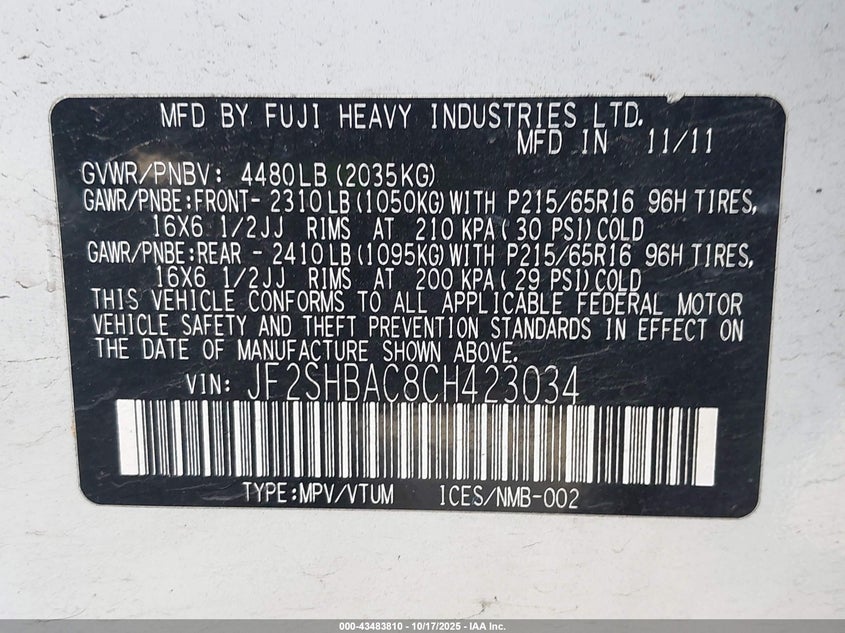 MFD BY FUJI HEAVY INDUSTRIES LTD.
MFD IN 11/11
GVWR/PNBV: 4480LB(2035KG)
GAWR/PNBE:FRONT- 2310LB(1050KG)WITH P215/65R16 96H TIRES,
16X6 1/2JJ RIMS AT 210 KPA(30 PSI)COLD
GAWR/PNBE:REAR - 2410LB(1095KG)WITH P215/65R16 96H TIRES,
16X6 1/2JJ RIMS AT 200 KPA(29 PSI)COLD
THIS VEHICLE CONFORMS TO ALL APPLICABLE FEDERAL MOTOR
VEHICLE SAFETY AND THEFT PREVENTION STANDARDS IN EFFECT ON
THE DATE OF MANUFACTURE SHOWN ABOVE.
VIN: JF2SHBAC8CH423034
TYPE:MPV/VTUM ICES/NMB-002
000-43483810 - 10/17/2025 - IAA Inc.